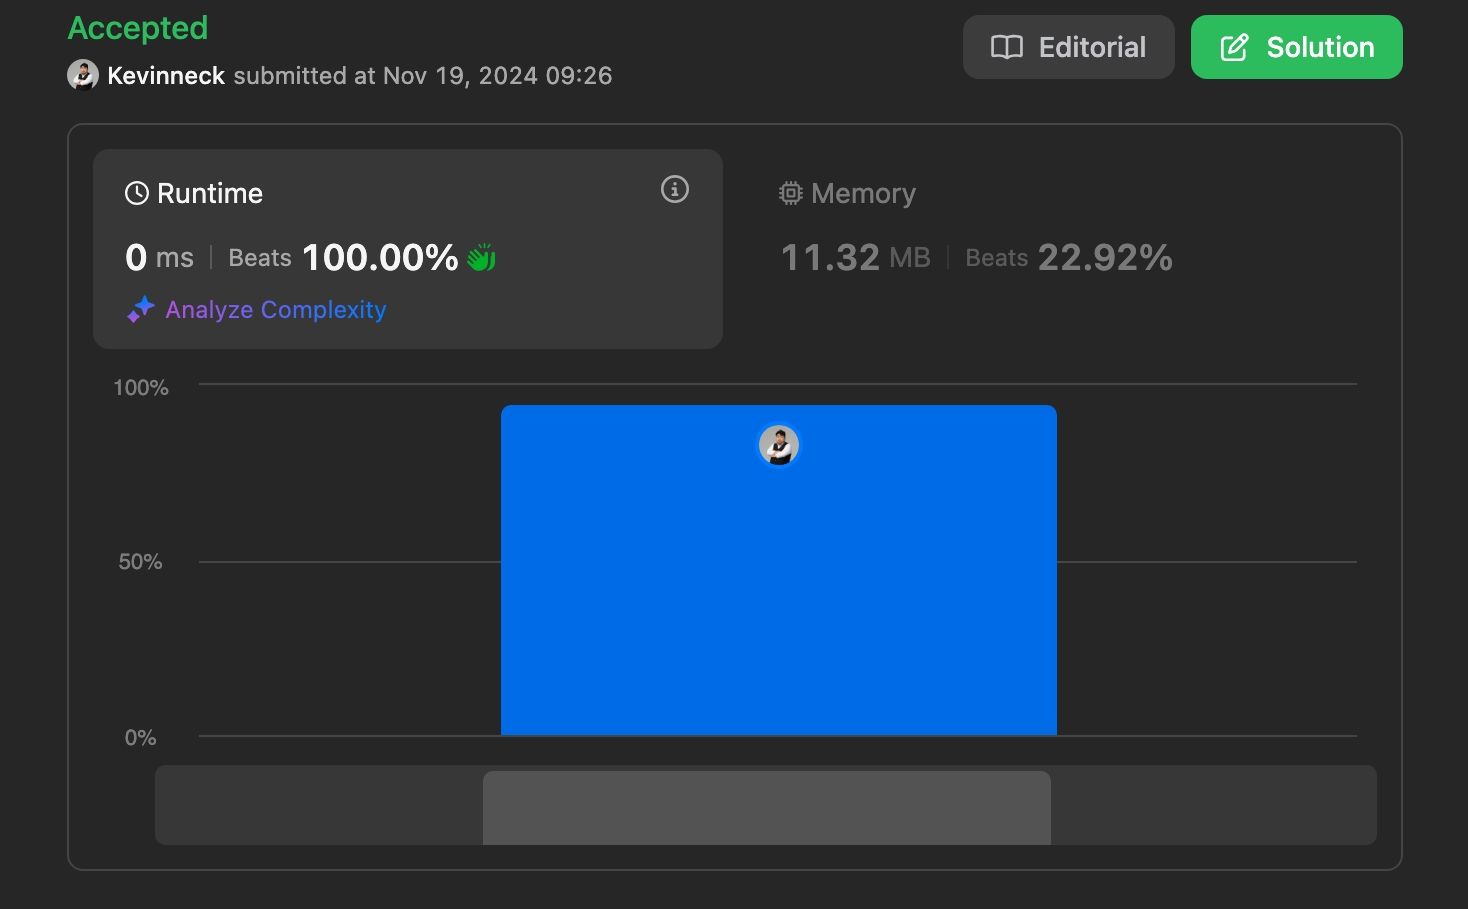 Accepted
Editorial
Solution
Kevinneck submitted at Nov 19, 2024 09:26
Runtime
0 ms | Beats 100.00%
Analyze Complexity
Memory
11.32 MB | Beats 22.92%
100%
50%
0%